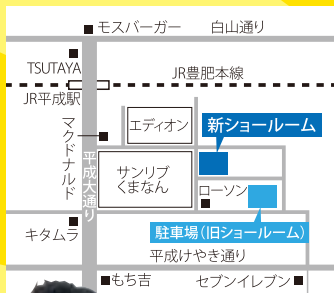 モスバーガー 白山通り
TSUTAYA
JR豊肥本線
JR平成駅
マクドナルド
エディオン
新ショールーム
平成大通り
サンリブ
くまなん
ローソン
キタムラ
駐車場(旧ショールーム)
平成けやき通り
もち吉
セブンイレブン